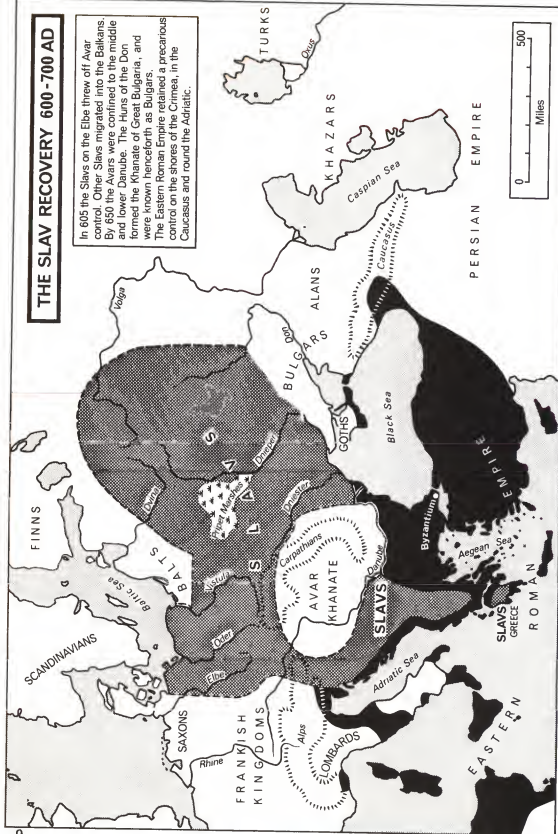 THE SLAV RECOVERY 600-700 AD
In 605 the Slavs on the Elbe threw off Avar
control. Other Slavs migrated into the Balkans.
By 650 the Avars were confined to the middle
and lower Danube. The Huns of the Don
formed the Khanate of Great Bulgaria, and
were known henceforth as Bulgars.
The Eastern Roman Empire retained a precarious
control on the shores of the Crimea, in the
Caucasus and round the Adriatic.
FINNS
SCANDINAVIANS
Baltic Sea
BALTS
Volga
TURKS
Oxus
SAXONS
Elbe
Oder
Vistula
Dvina
Pripet Marshes
SLAVS
Dnieper
Dniester
Don
KHAZARS
Rhine
FRANKISH
KINGDOMS
Alps
LOMBARDS
Carpathians
AVAR
KHANATE
Danube
BULGARS
GOTHS
ALANS
Caspian Sea
Caucasus
Black Sea
SLAVS
Byzantium
Adriatic Sea
Aegean Sea
SLAVS
GREECE
EASTERN
ROMAN
EMPIRE
PERSIAN
EMPIRE
0
500
Miles